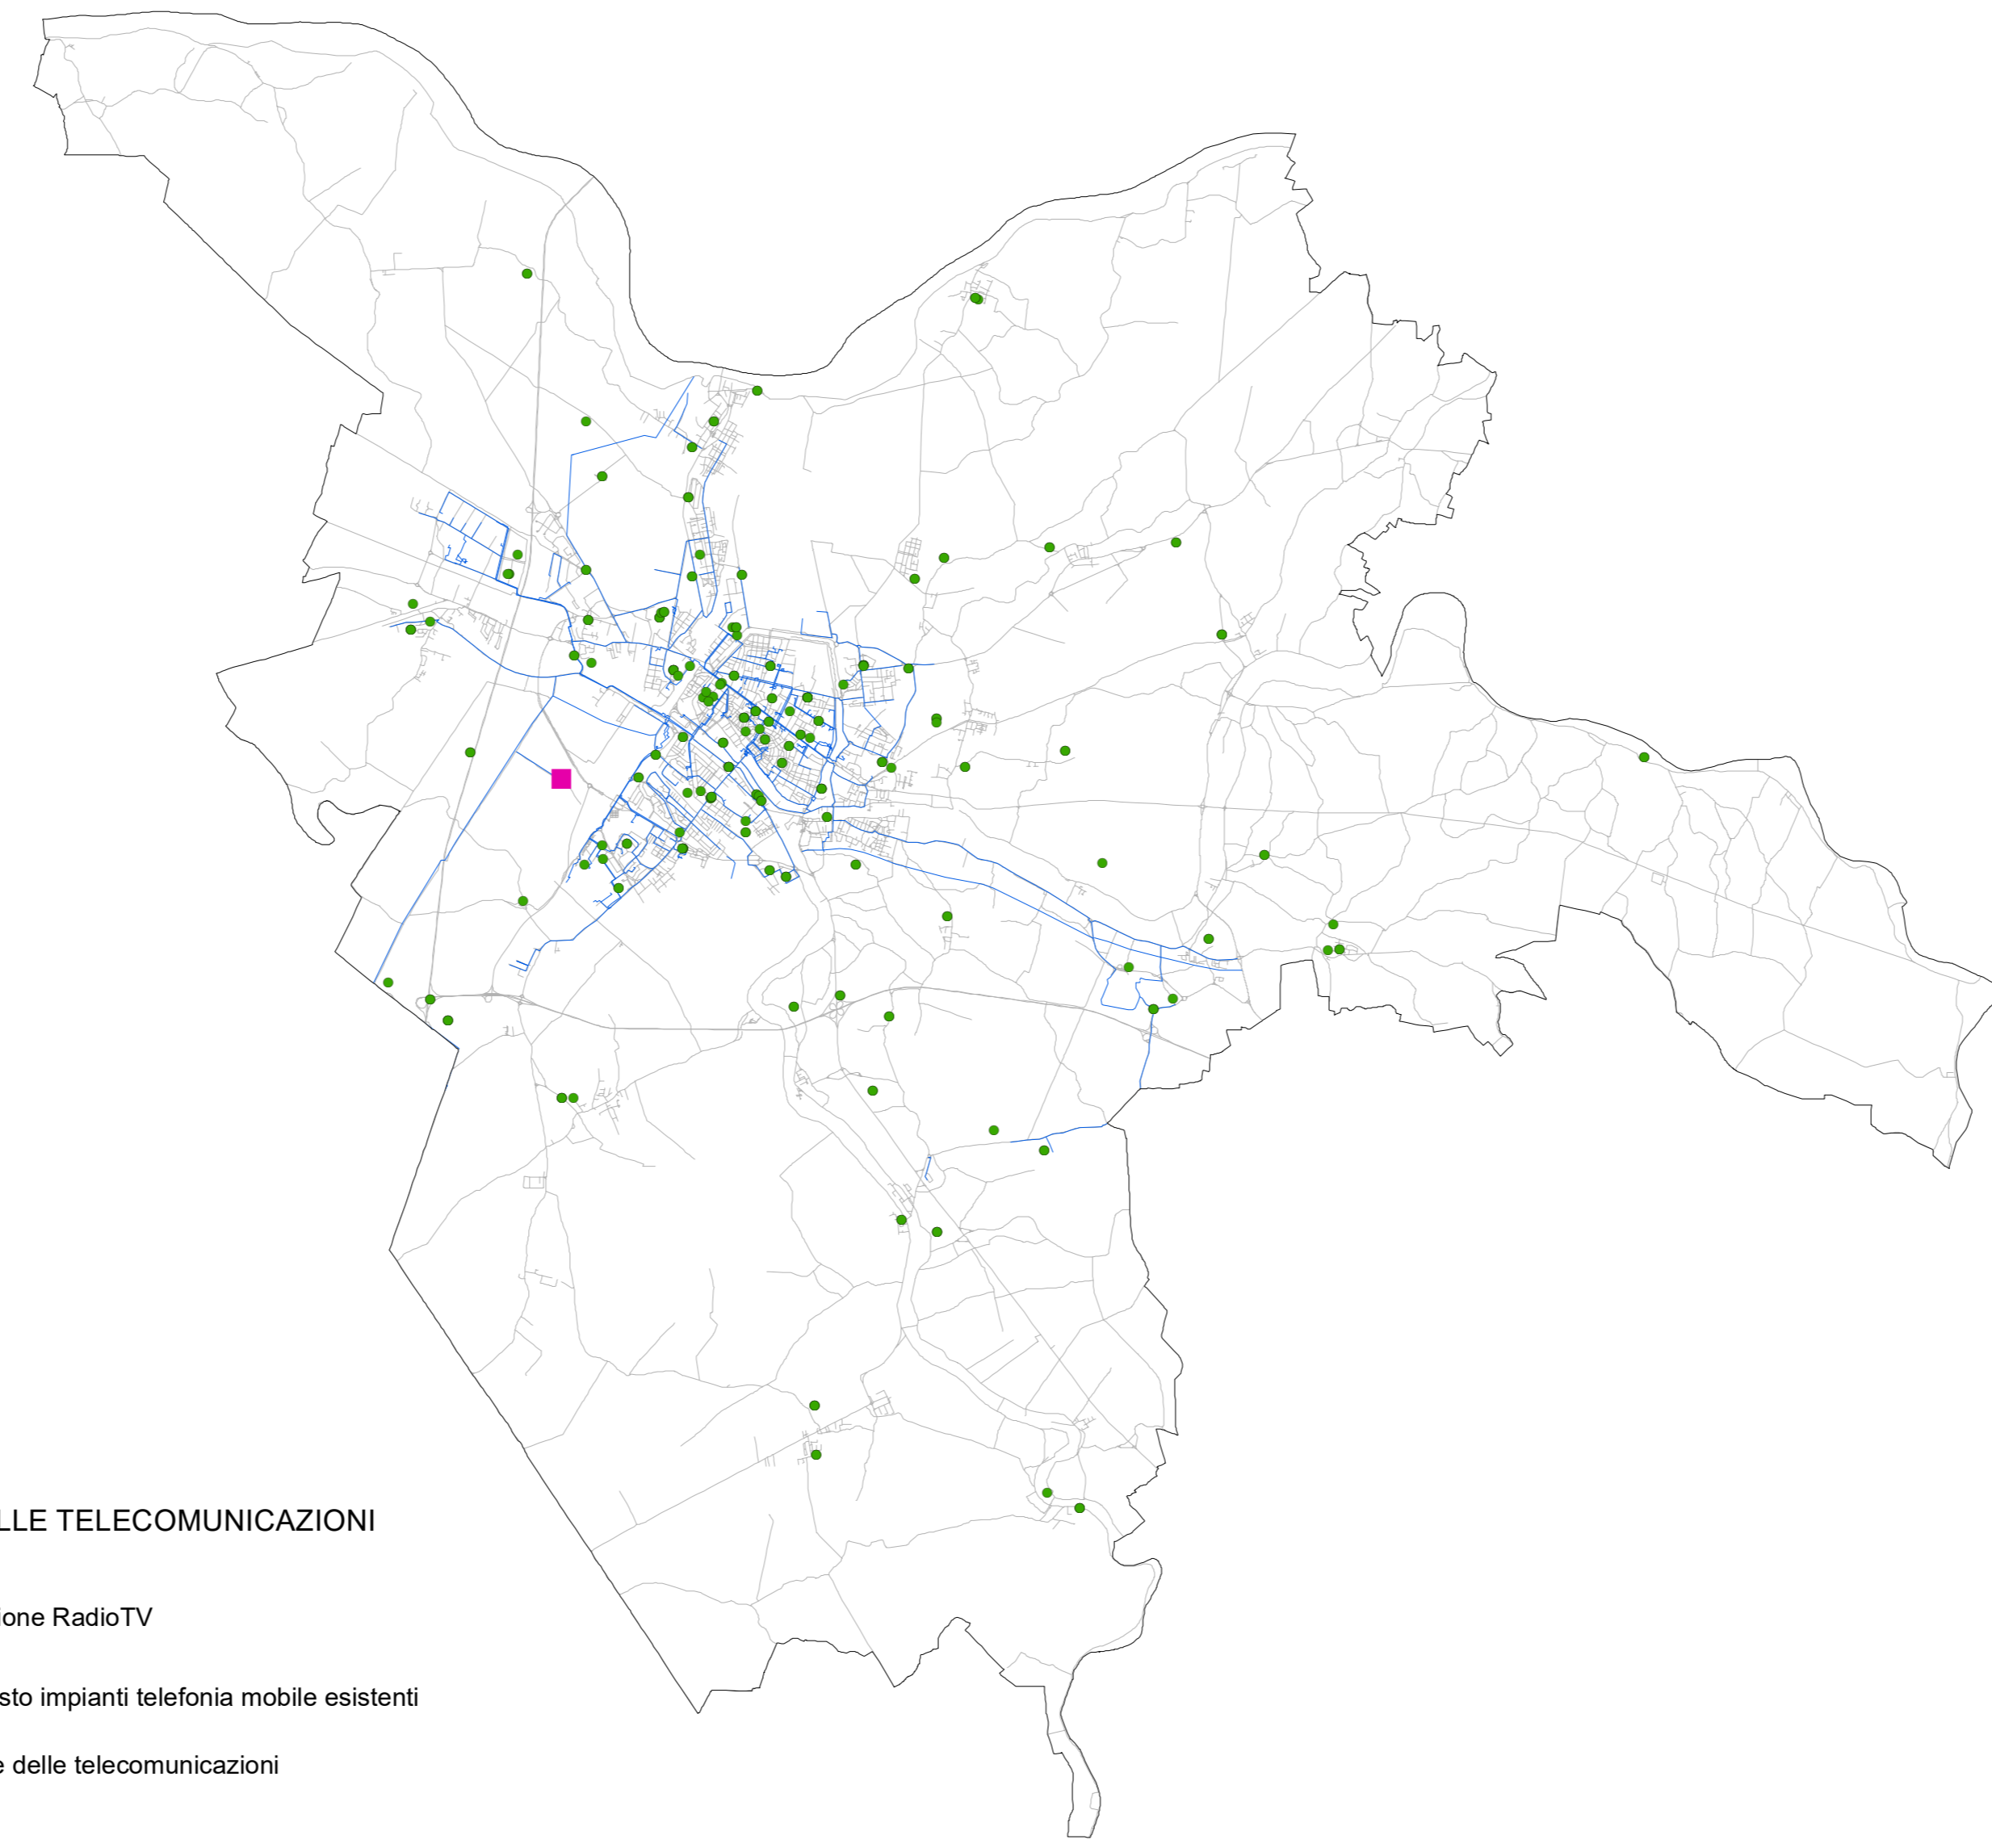 LLE TELECOMUNICAZIONI
ione RadioTV
sto impianti telefonia mobile esistenti
e delle telecomunicazioni